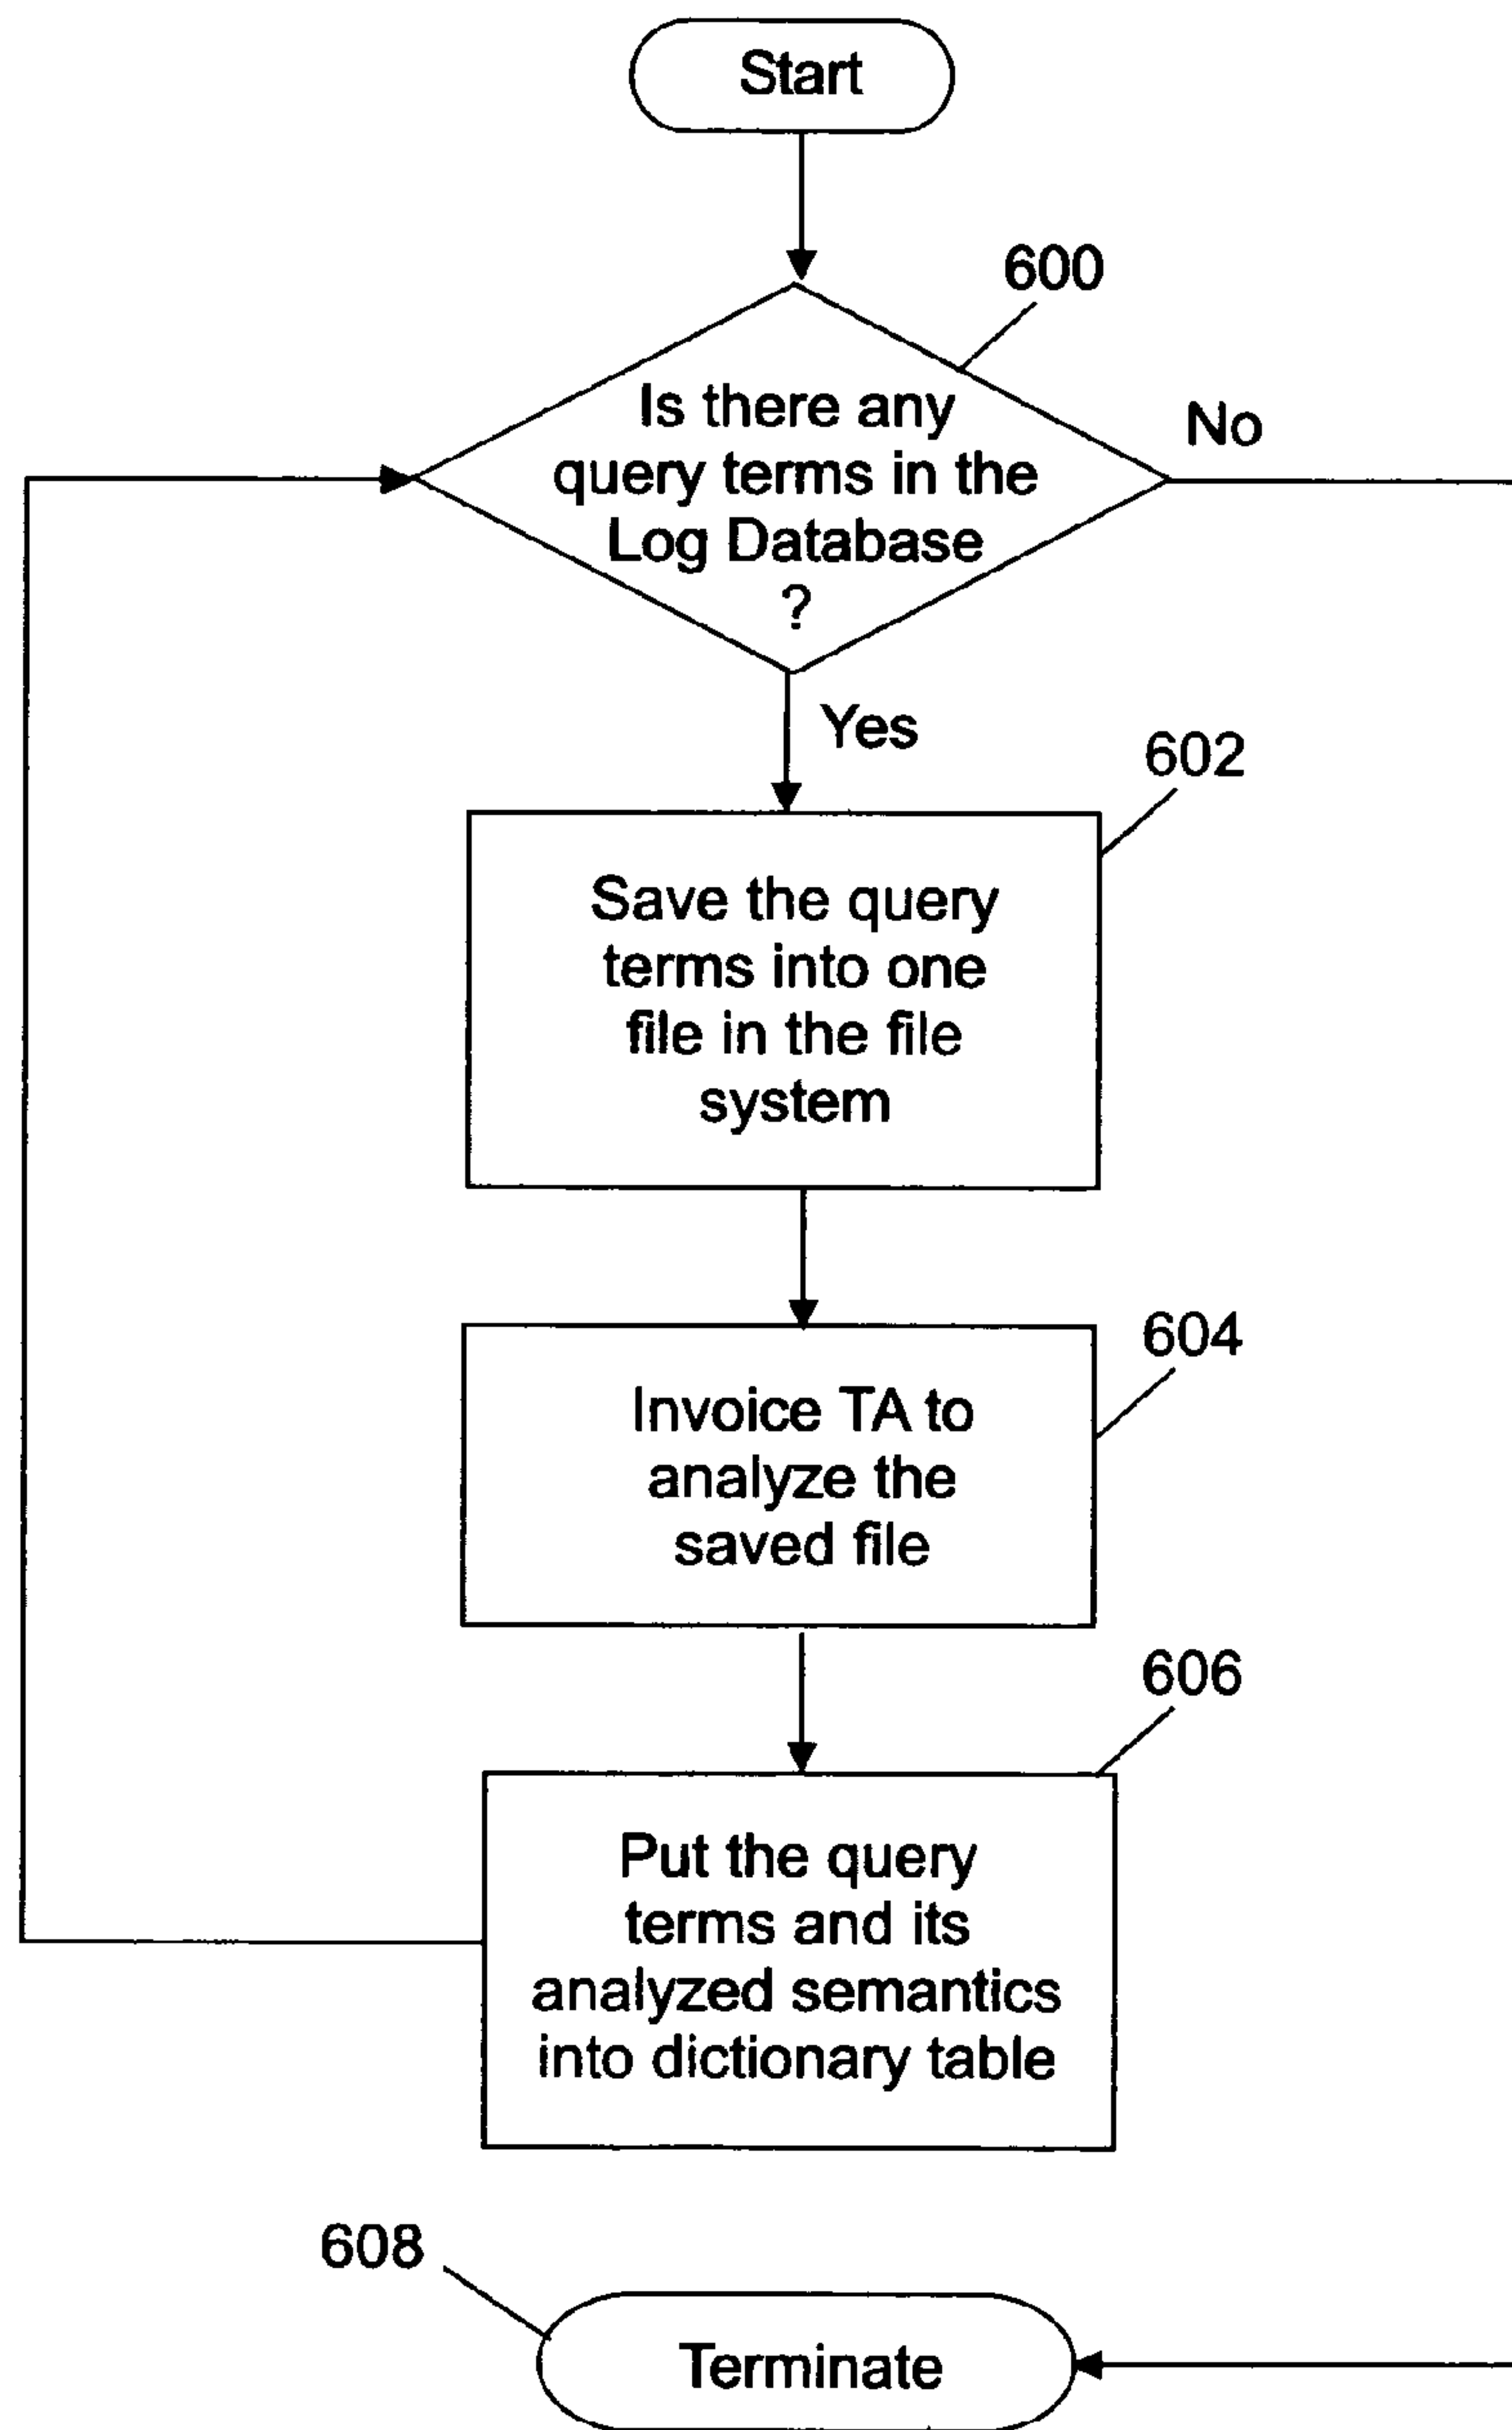 Start
600
Is there any
query terms in the
Log Database
?
No
Yes
602
Save the query
terms into one
file in the file
system
604
Invoice TA to
analyze the
saved file
606
Put the query
terms and its
analyzed semantics
into dictionary table
608
Terminate